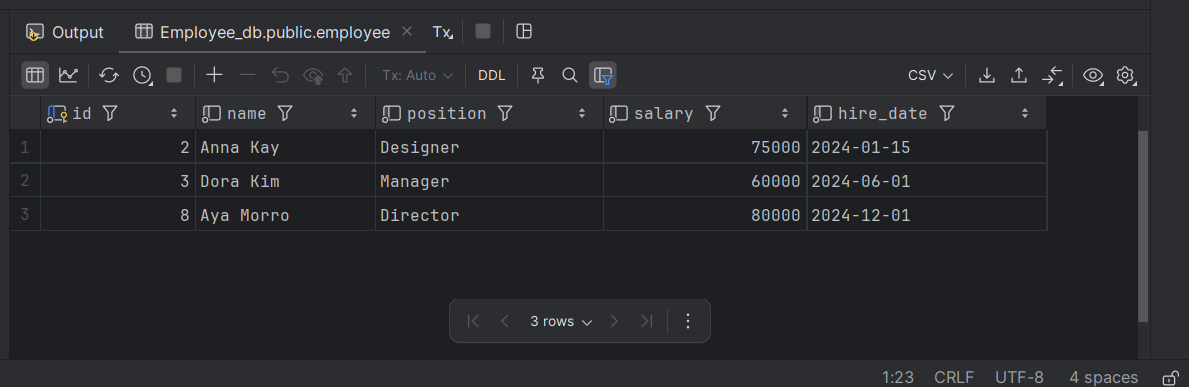 Output Employee_db.public.employee Tx
Tx: Auto DDL CSV
id name position salary hire_date
1 2 Anna Kay Designer 75000 2024-01-15
2 3 Dora Kim Manager 60000 2024-06-01
3 8 Aya Morro Director 80000 2024-12-01
3 rows
1:23 CRLF UTF-8 4 spaces